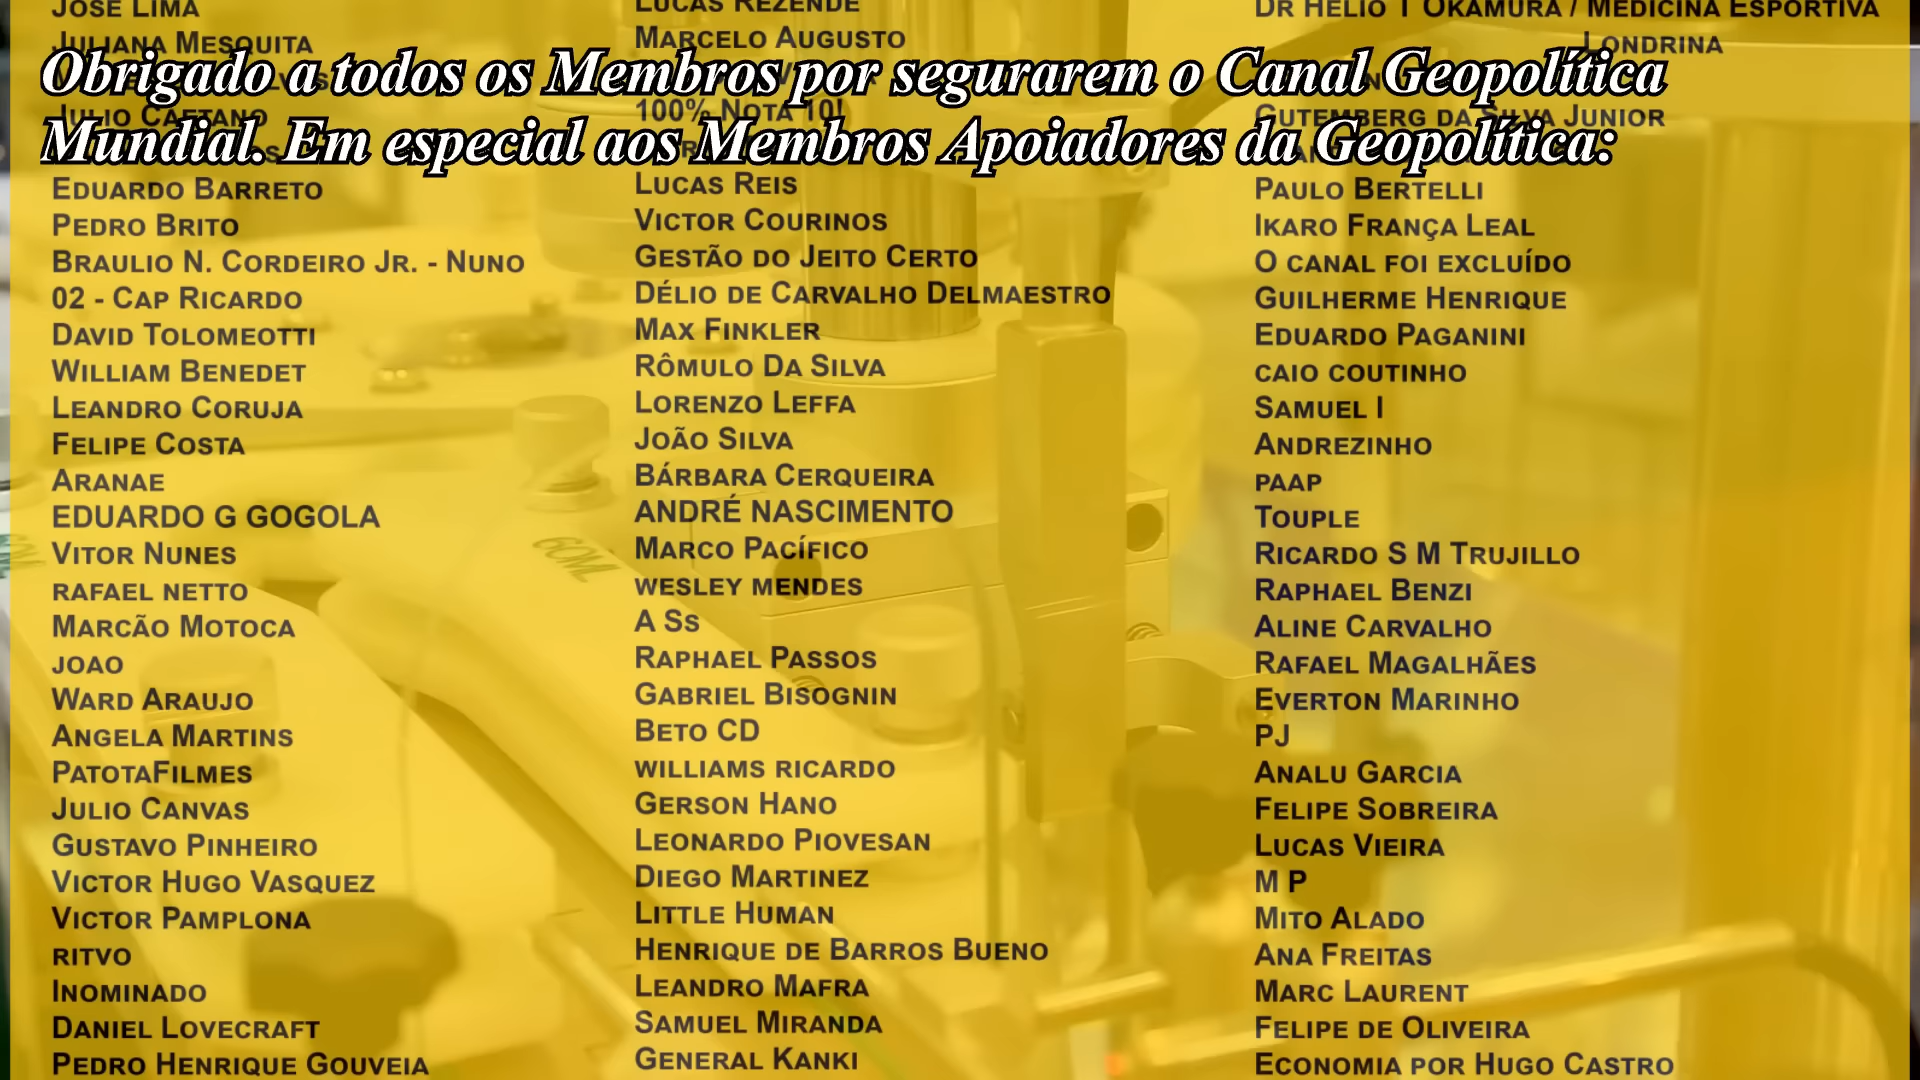 Obrigado a todos os Membros por segurarem o Canal Geopolítica
Mundial. Em especial aos Membros Apoiadores da Geopolítica:
José Lima
Juliana Mesquita
Julio Caetano
Eduardo Barreto
Pedro Brito
Braulio N. Cordeiro Jr. - Nuno
02 - Cap Ricardo
David Tolomeotti
William Benedet
Leandro Coruja
Felipe Costa
Aranae
EDUARDO G GOGOLA
Vitor Nunes
rafael netto
Marcão Motoca
joao
Ward Araujo
Angela Martins
PatotaFilmes
Julio Canvas
Gustavo Pinheiro
Victor Hugo Vasquez
Victor Pamplona
ritvo
Inominado
Daniel Lovecraft
Pedro Henrique Gouveia
Lucas Rezende
Marcelo Augusto
100% Nota 10!
Lucas Reis
Victor Courinos
Gestão do Jeito Certo
Délio de Carvalho Delmaestro
Max Finkler
Rômulo Da Silva
Lorenzo Leffa
João Silva
Bárbara Cerqueira
ANDRÉ NASCIMENTO
Marco Pacífico
wesley mendes
A Ss
Raphael Passos
Gabriel Bisognin
Beto CD
williams ricardo
Gerson Hano
Leonardo Piovesan
Diego Martinez
Little Human
Henrique de Barros Bueno
Leandro Mafra
Samuel Miranda
General Kanki
Dr Hélio T Okamura / Medicina Esportiva
Londrina
Gutemberg da Silva Junior
Paulo Bertelli
Ikaro França Leal
O canal foi excluído
Guilherme Henrique
Eduardo Paganini
caio coutinho
Samuel I
Andrezinho
paap
Touple
Ricardo S M Trujillo
Raphael Benzi
Aline Carvalho
Rafael Magalhães
Everton Marinho
PJ
Analu Garcia
Felipe Sobreira
Lucas Vieira
M P
Mito Alado
Ana Freitas
Marc Laurent
Felipe de Oliveira
Economia por Hugo Castro
60ML